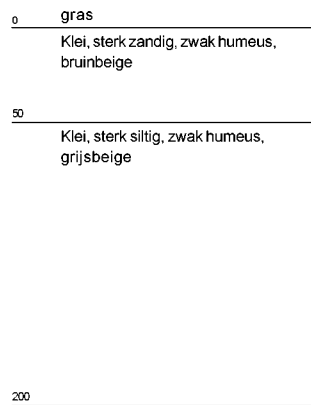 0 gras
Klei, sterk zandig, zwak humeus,
bruinbeige
50
Klei, sterk siltig, zwak humeus,
grijsbeige
200